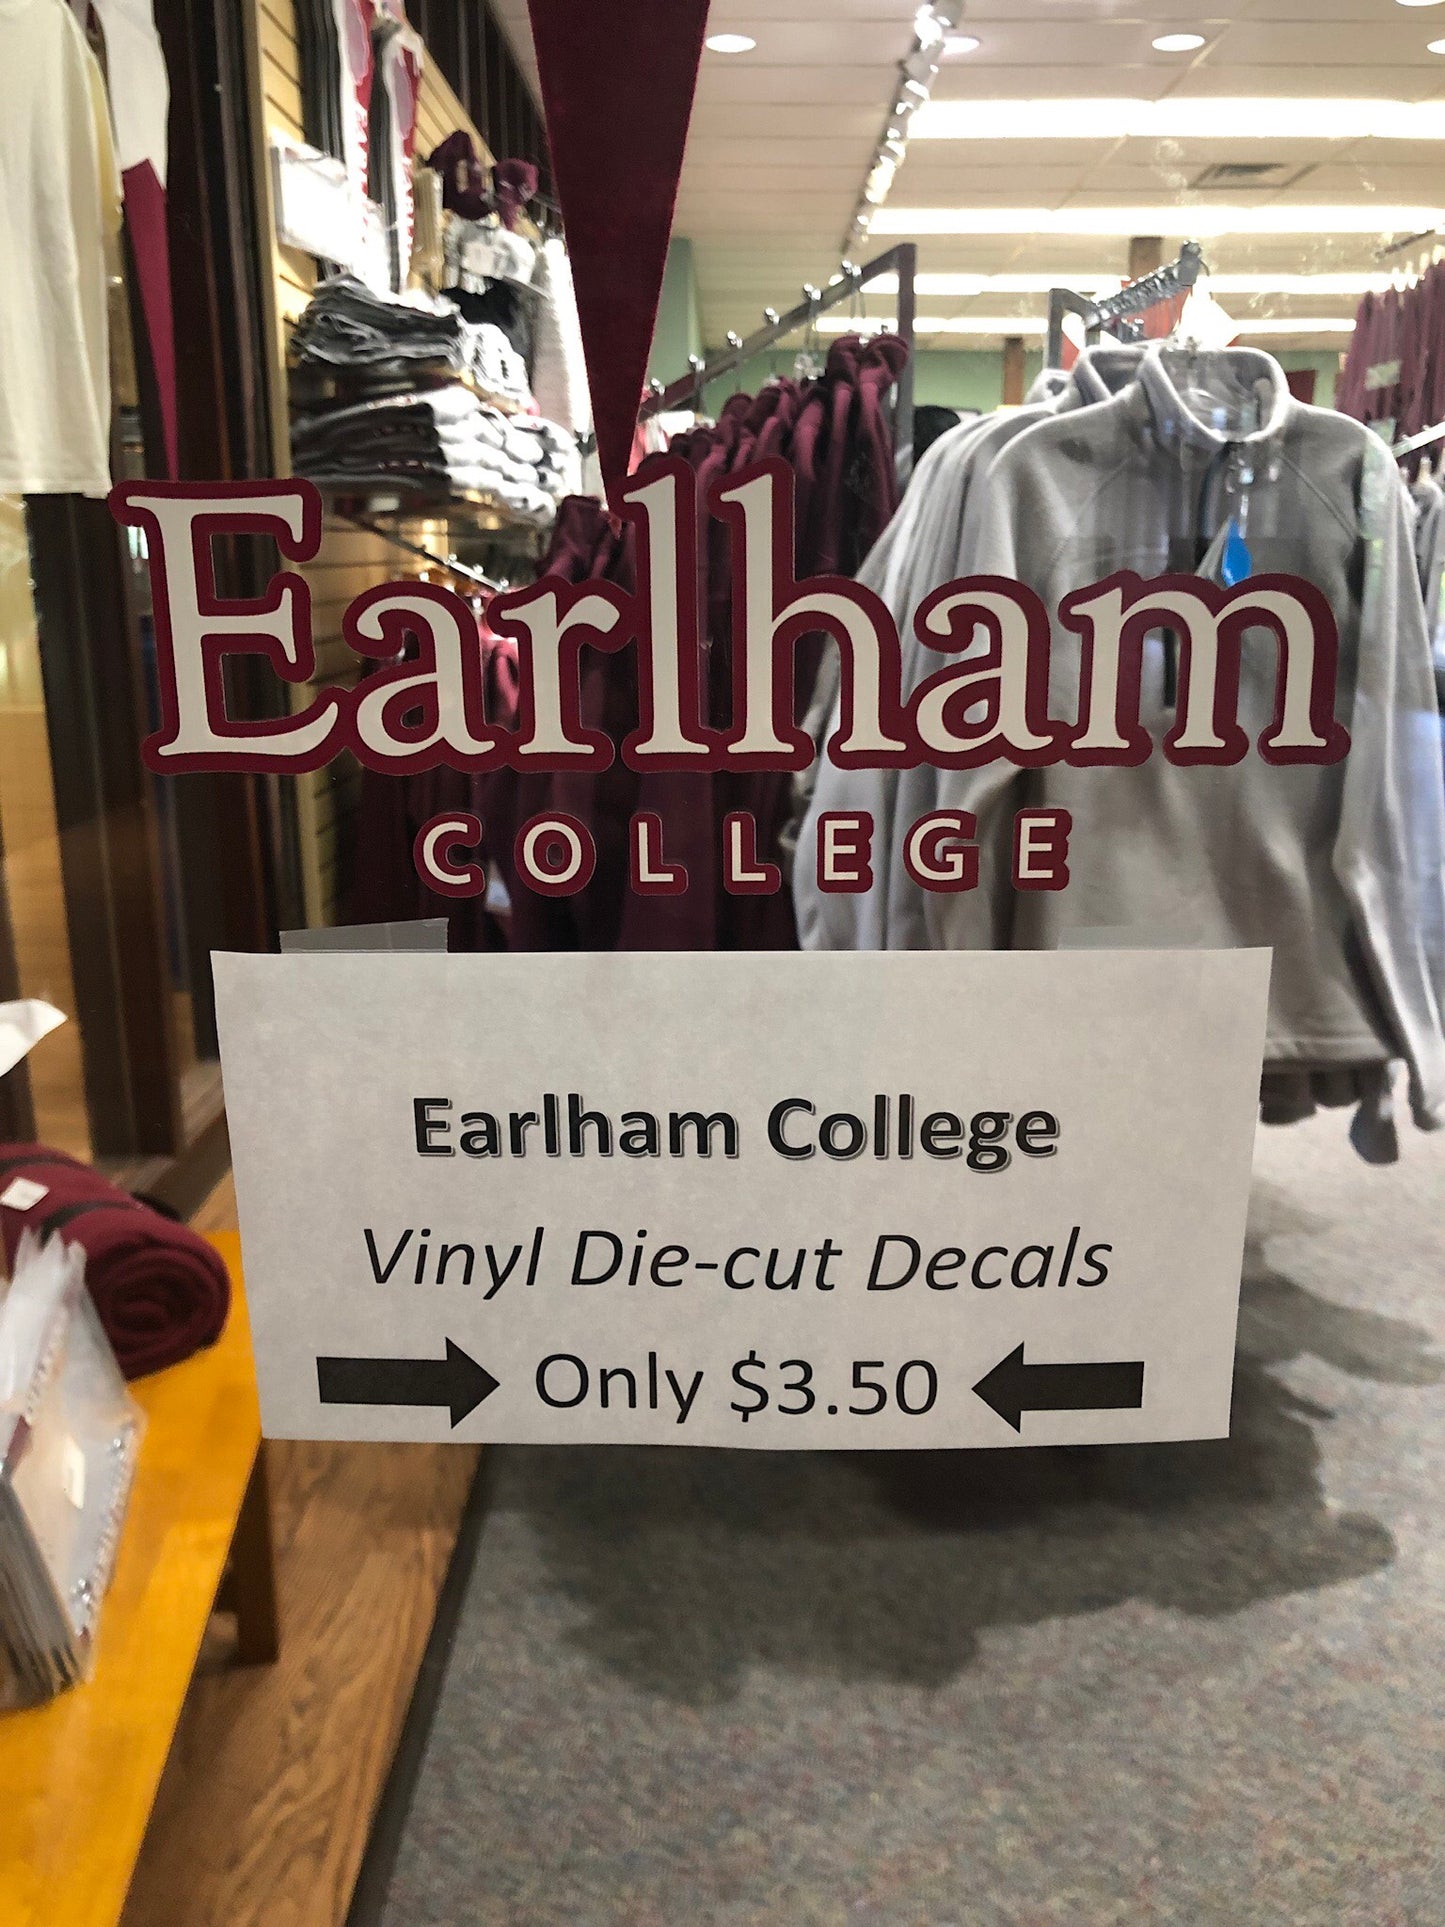 Earlham
COLLEGE
Earlham College
Vinyl Die-cut Decals
Only $3.50